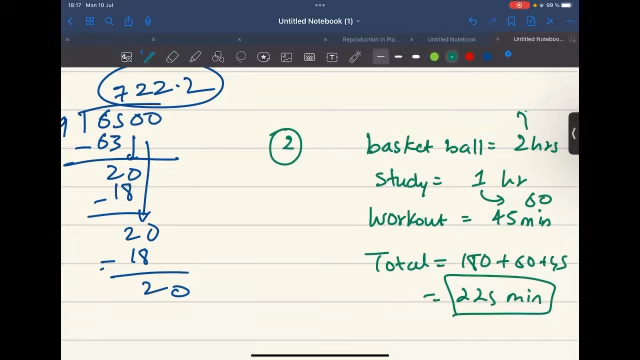 18:17 Mon 10 Jul
99 %
Untitled Notebook (1)
Reproduction in Pla
Untitled Notebook
Untitled Notebook (1)
722.2
9 6500
- 63
20
- 18
20
- 18
20
2
basket ball = 2 hrs
study = 1 hr
60
workout = 45 min
Total = 180 + 60 + 45
= 225 min